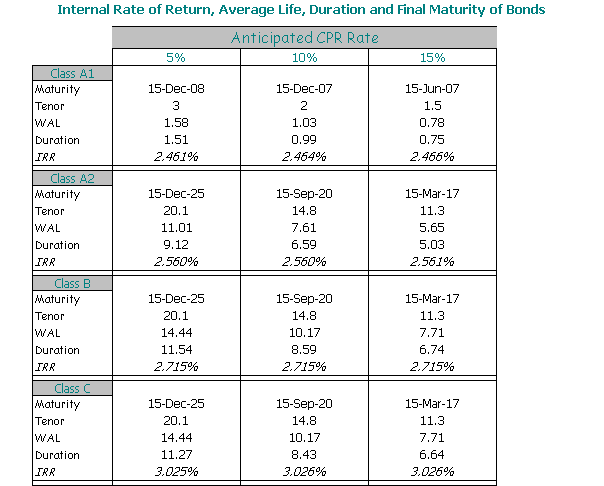 Internal Rate of Return, Average Life, Duration and Final Maturity of Bonds
Anticipated CPR Rate
5% 10% 15%
Class A1
Maturity 15-Dec-08 15-Dec-07 15-Jun-07
Tenor 3 2 1.5
WAL 1.58 1.03 0.78
Duration 1.51 0.99 0.75
IRR 2.461% 2.464% 2.466%
Class A2
Maturity 15-Dec-25 15-Sep-20 15-Mar-17
Tenor 20.1 14.8 11.3
WAL 11.01 7.61 5.65
Duration 9.12 6.59 5.03
IRR 2.560% 2.560% 2.561%
Class B
Maturity 15-Dec-25 15-Sep-20 15-Mar-17
Tenor 20.1 14.8 11.3
WAL 14.44 10.17 7.71
Duration 11.54 8.59 6.74
IRR 2.715% 2.715% 2.715%
Class C
Maturity 15-Dec-25 15-Sep-20 15-Mar-17
Tenor 20.1 14.8 11.3
WAL 14.44 10.17 7.71
Duration 11.27 8.43 6.64
IRR 3.025% 3.026% 3.026%